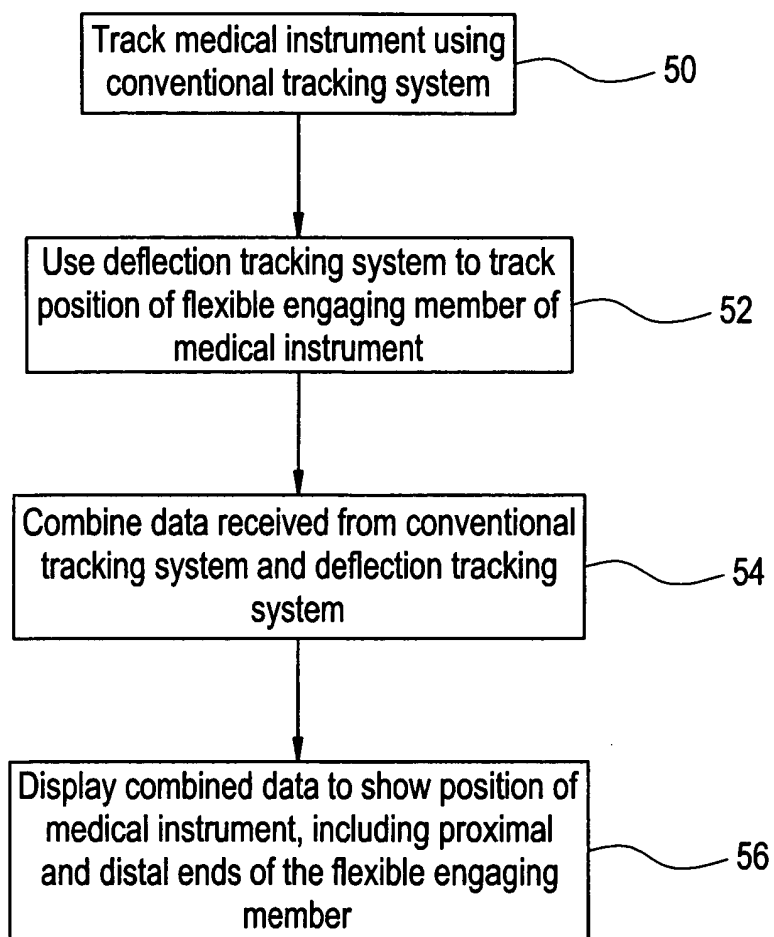 Track medical instrument using
conventional tracking system
50
Use deflection tracking system to track
position of flexible engaging member of
medical instrument
52
Combine data received from conventional
tracking system and deflection tracking
system
54
Display combined data to show position of
medical instrument, including proximal
and distal ends of the flexible engaging
member
56